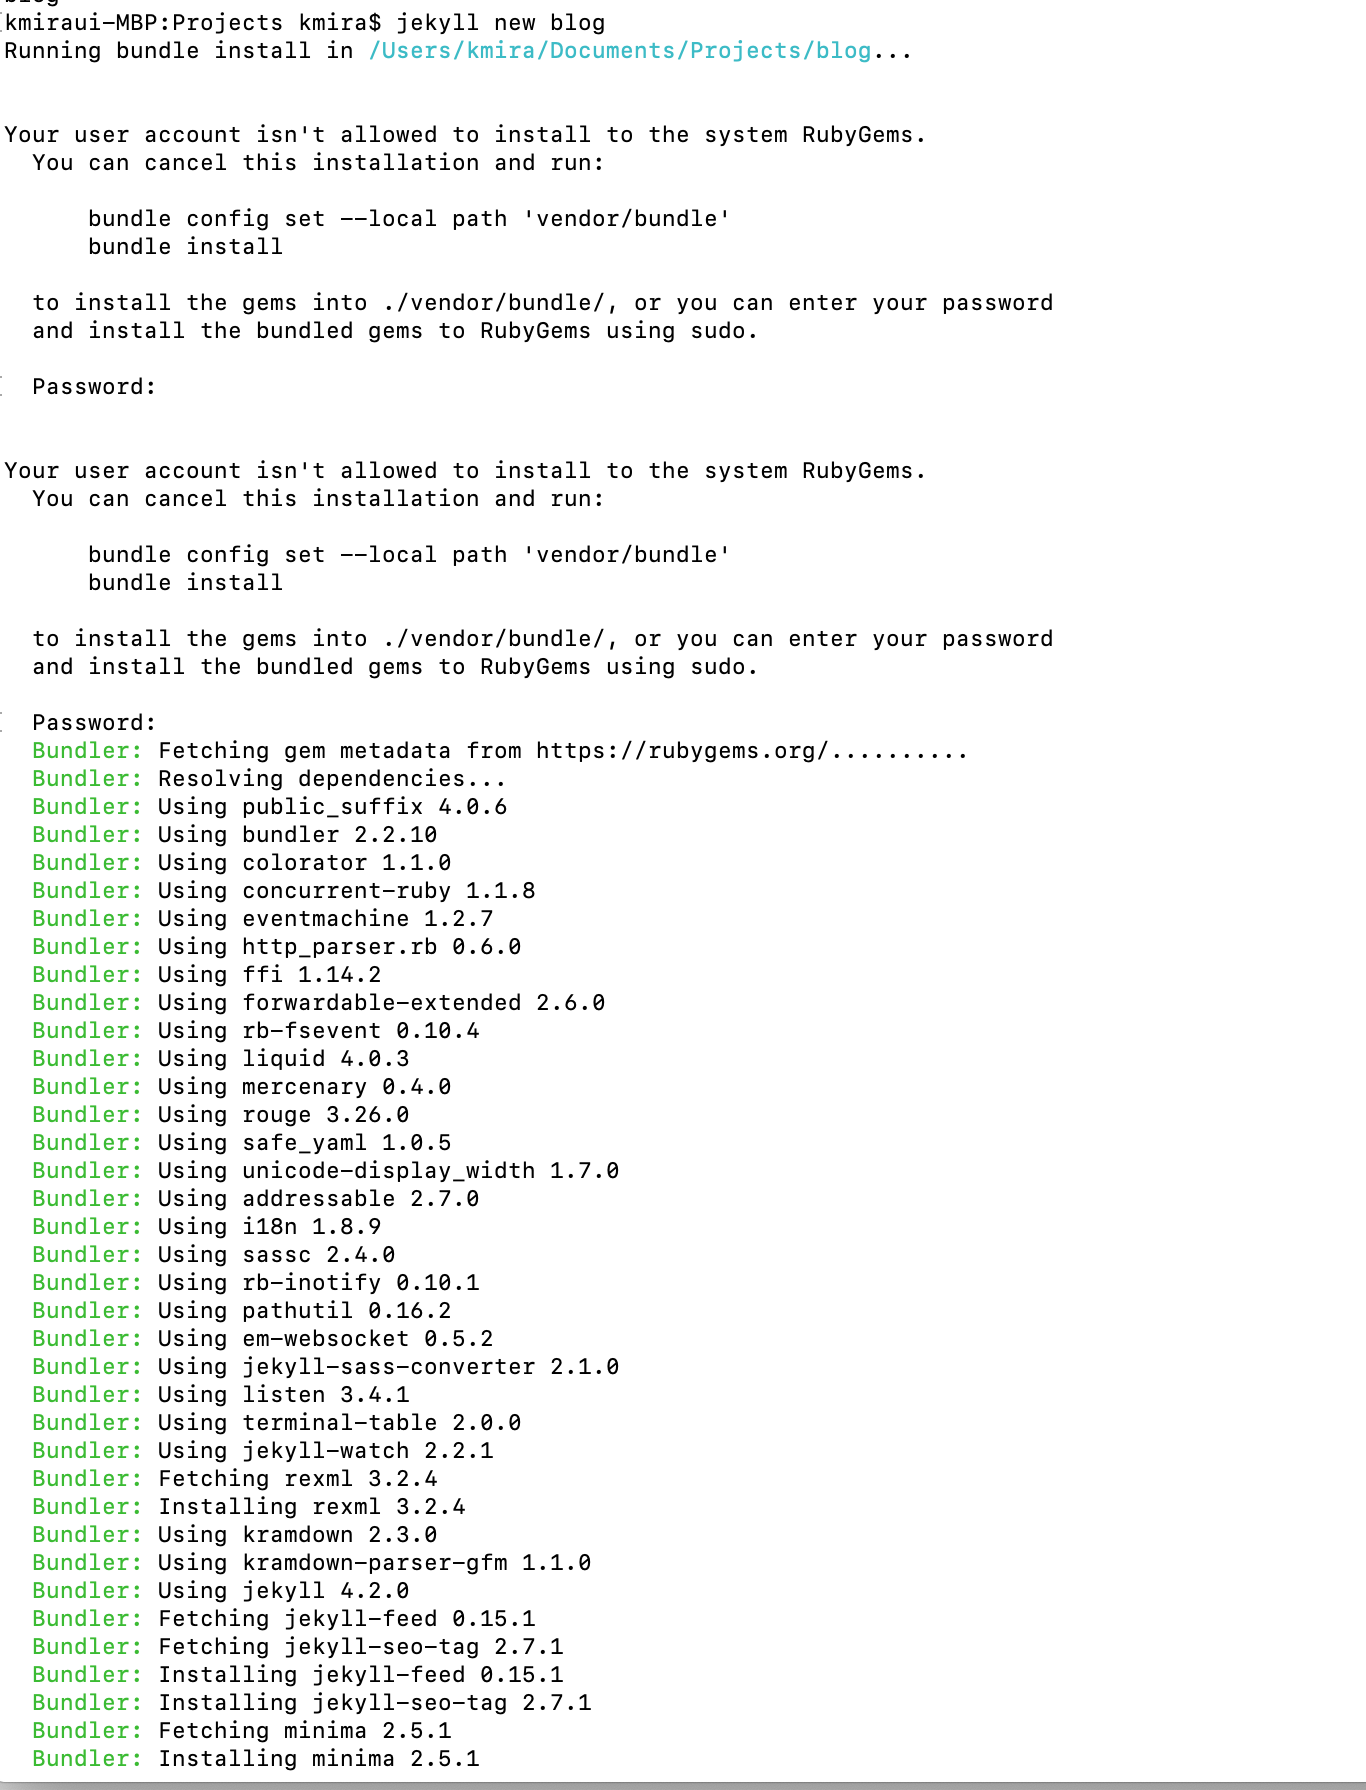 blog
kmiraui-MBP:Projects kmira$ jekyll new blog
Running bundle install in /Users/kmira/Documents/Projects/blog...
Your user account isn't allowed to install to the system RubyGems.
You can cancel this installation and run:
bundle config set --local path 'vendor/bundle'
bundle install
to install the gems into ./vendor/bundle/, or you can enter your password
and install the bundled gems to RubyGems using sudo.
Password:
Your user account isn't allowed to install to the system RubyGems.
You can cancel this installation and run:
bundle config set --local path 'vendor/bundle'
bundle install
to install the gems into ./vendor/bundle/, or you can enter your password
and install the bundled gems to RubyGems using sudo.
Password:
Bundler: Fetching gem metadata from https://rubygems.org/..........
Bundler: Resolving dependencies...
Bundler: Using public_suffix 4.0.6
Bundler: Using bundler 2.2.10
Bundler: Using colorator 1.1.0
Bundler: Using concurrent-ruby 1.1.8
Bundler: Using eventmachine 1.2.7
Bundler: Using http_parser.rb 0.6.0
Bundler: Using ffi 1.14.2
Bundler: Using forwardable-extended 2.6.0
Bundler: Using rb-fsevent 0.10.4
Bundler: Using liquid 4.0.3
Bundler: Using mercenary 0.4.0
Bundler: Using rouge 3.26.0
Bundler: Using safe_yaml 1.0.5
Bundler: Using unicode-display_width 1.7.0
Bundler: Using addressable 2.7.0
Bundler: Using i18n 1.8.9
Bundler: Using sassc 2.4.0
Bundler: Using rb-inotify 0.10.1
Bundler: Using pathutil 0.16.2
Bundler: Using em-websocket 0.5.2
Bundler: Using jekyll-sass-converter 2.1.0
Bundler: Using listen 3.4.1
Bundler: Using terminal-table 2.0.0
Bundler: Using jekyll-watch 2.2.1
Bundler: Fetching rexml 3.2.4
Bundler: Installing rexml 3.2.4
Bundler: Using kramdown 2.3.0
Bundler: Using kramdown-parser-gfm 1.1.0
Bundler: Using jekyll 4.2.0
Bundler: Fetching jekyll-feed 0.15.1
Bundler: Fetching jekyll-seo-tag 2.7.1
Bundler: Installing jekyll-feed 0.15.1
Bundler: Installing jekyll-seo-tag 2.7.1
Bundler: Fetching minima 2.5.1
Bundler: Installing minima 2.5.1